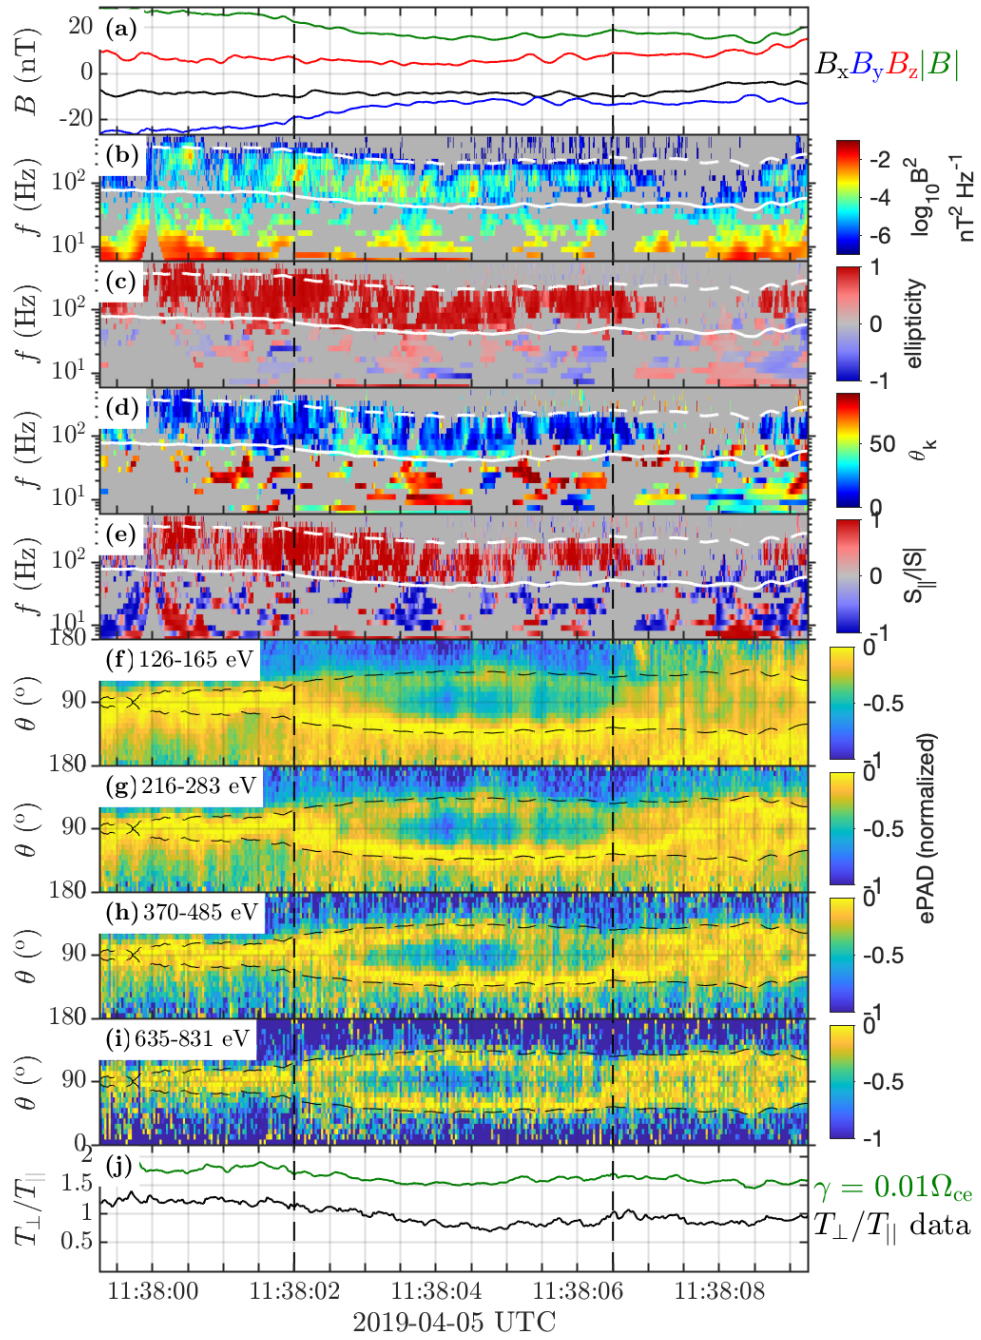 (a)
20
0
-20
B (nT)
BxByBz|B|
(b)
10²
10¹
f (Hz)
-2
-4
-6
log₁₀B²
nT² Hz⁻¹
(c)
10²
10¹
f (Hz)
1
0
-1
ellipticity
(d)
10²
10¹
f (Hz)
50
0
θk
(e)
10²
10¹
f (Hz)
1
0
-1
S||/|S|
180
(f) 126-165 eV
90
θ (º)
0
-0.5
-1
180
(g) 216-283 eV
90
θ (º)
0
-0.5
-1
ePAD (normalized)
180
(h) 370-485 eV
90
θ (º)
0
-0.5
-1
180
(i) 635-831 eV
90
θ (º)
0
0
-0.5
-1
(j)
2
1.5
1
0.5
T⊥/T||
γ = 0.01Ωce
T⊥/T|| data
11:38:00 11:38:02 11:38:04 11:38:06 11:38:08
2019-04-05 UTC